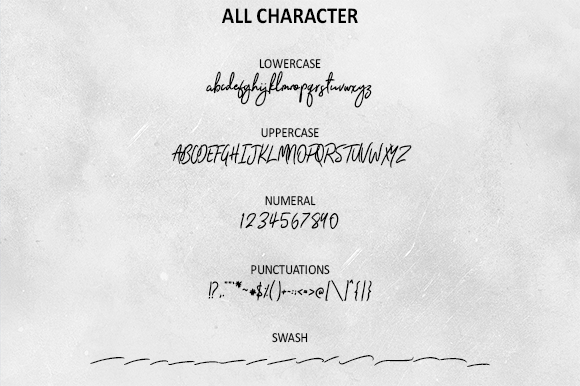 ALL CHARACTER
LOWERCASE
abcdefghijklmnopqrstuvwxyz
UPPERCASE
ABCDEFGHIJKLMNOPQRSTUVWXYZ
NUMERAL
1234567890
PUNCTUATIONS
!?,."“”*~#$%()+-:;<=>@[\]^{|}
SWASH